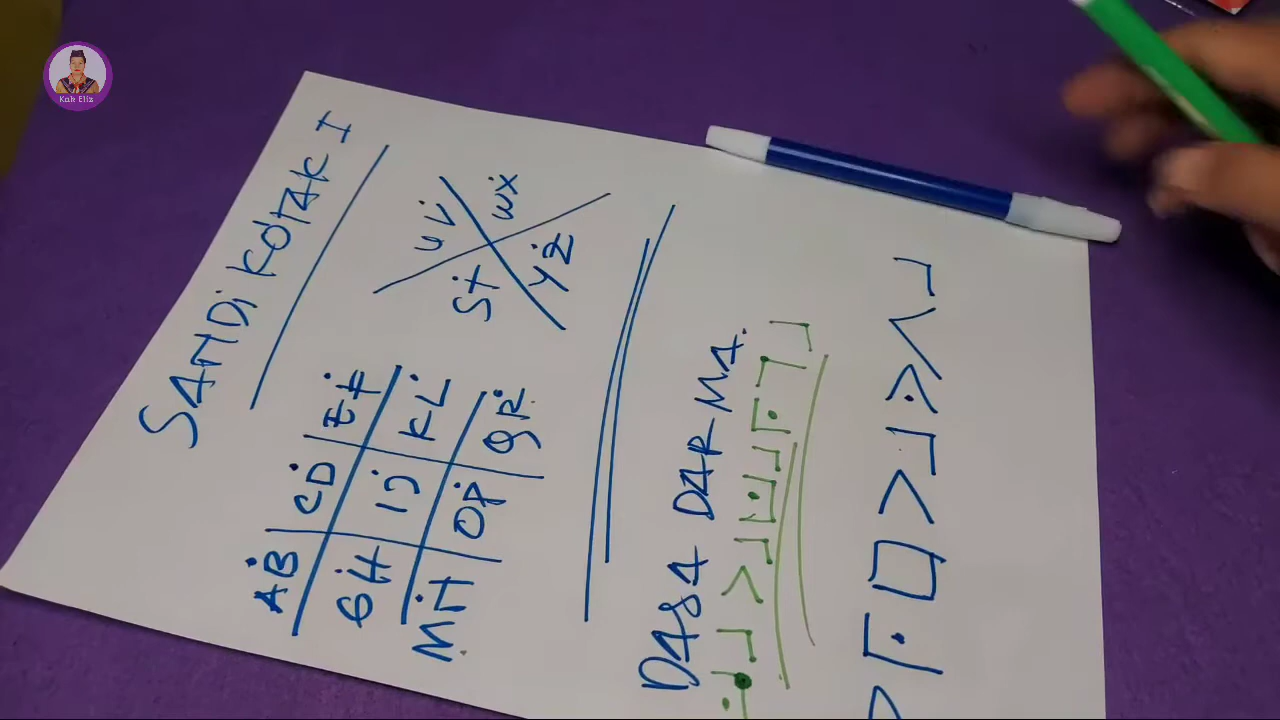 Kak Eliz
SANDi KOTAK I
AB CD EF
GH IJ KL
MN OP QR
UV
ST WX
YZ
DASA DARMA.